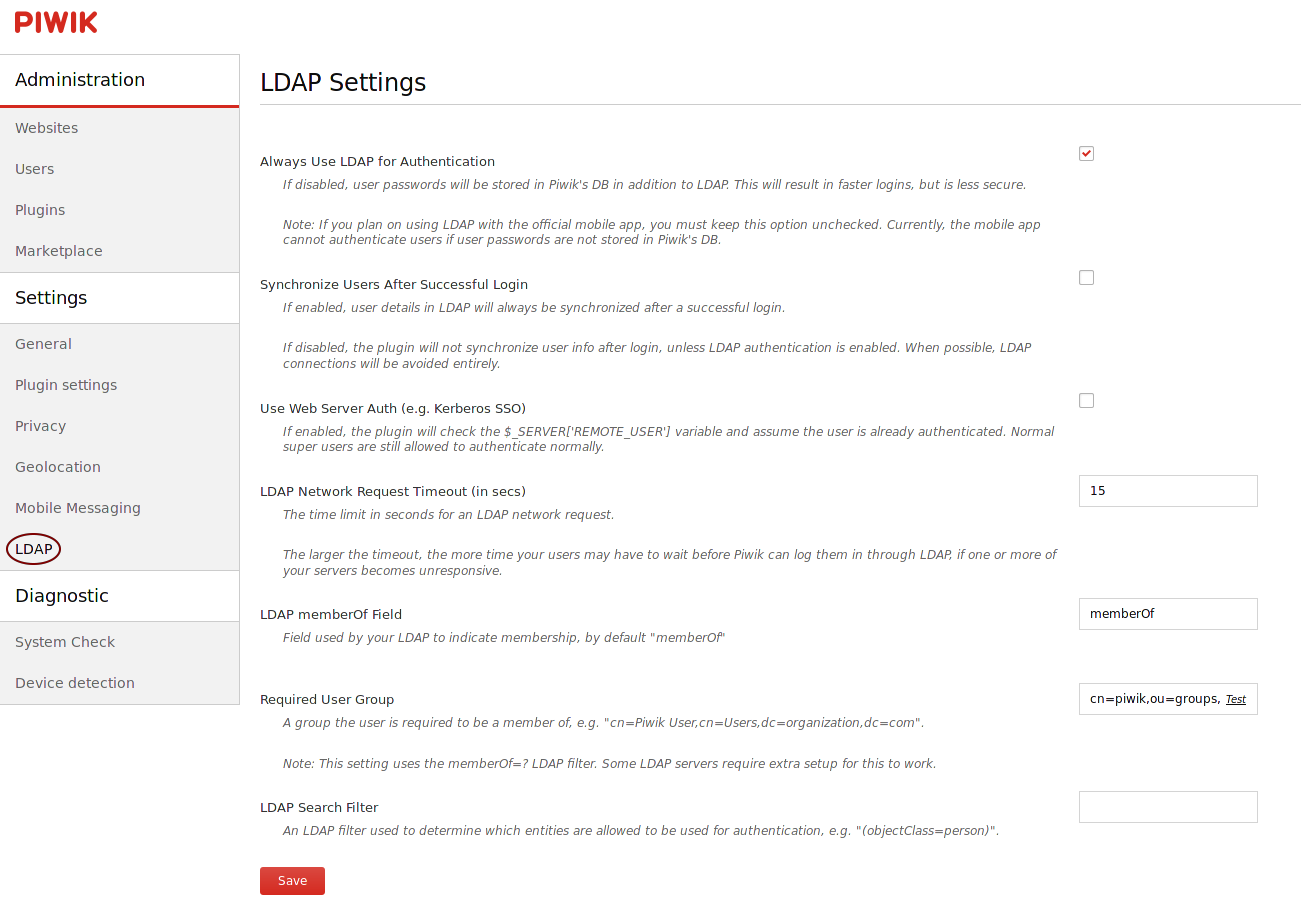 PIWIK
Administration
Websites
Users
Plugins
Marketplace
Settings
General
Plugin settings
Privacy
Geolocation
Mobile Messaging
LDAP
Diagnostic
System Check
Device detection
LDAP Settings
Always Use LDAP for Authentication
If disabled, user passwords will be stored in Piwik's DB in addition to LDAP. This will result in faster logins, but is less secure.
Note: If you plan on using LDAP with the official mobile app, you must keep this option unchecked. Currently, the mobile app
cannot authenticate users if user passwords are not stored in Piwik's DB.
Synchronize Users After Successful Login
If enabled, user details in LDAP will always be synchronized after a successful login.
If disabled, the plugin will not synchronize user info after login, unless LDAP authentication is enabled. When possible, LDAP
connections will be avoided entirely.
Use Web Server Auth (e.g. Kerberos SSO)
If enabled, the plugin will check the $_SERVER['REMOTE_USER'] variable and assume the user is already authenticated. Normal
super users are still allowed to authenticate normally.
LDAP Network Request Timeout (in secs)
15
The time limit in seconds for an LDAP network request.
The larger the timeout, the more time your users may have to wait before Piwik can log them in through LDAP, if one or more of
your servers becomes unresponsive.
LDAP memberOf Field
memberOf
Field used by your LDAP to indicate membership, by default "memberOf"
Required User Group
cn=piwik,ou=groups, Test
A group the user is required to be a member of, e.g. "cn=Piwik User,cn=Users,dc=organization,dc=com".
Note: This setting uses the memberOf=? LDAP filter. Some LDAP servers require extra setup for this to work.
LDAP Search Filter
An LDAP filter used to determine which entities are allowed to be used for authentication, e.g. "(objectClass=person)".
Save